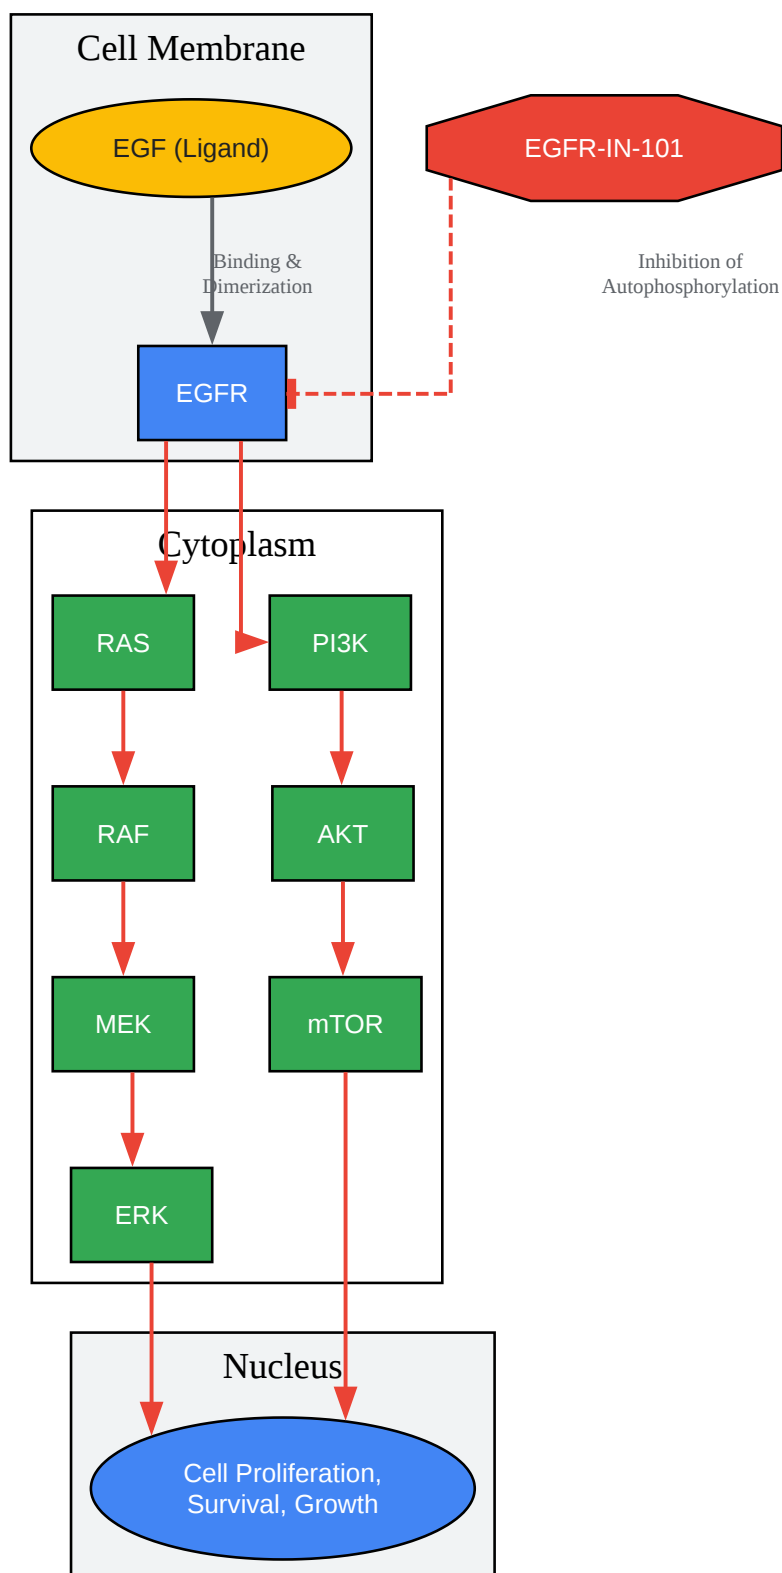 Cell Membrane
EGF (Ligand)
EGFR-IN-101
Binding &
Dimerization
Inhibition of
Autophosphorylation
EGFR
Cytoplasm
RAS
PI3K
RAF
AKT
MEK
mTOR
ERK
Nucleus
Cell Proliferation,
Survival, Growth